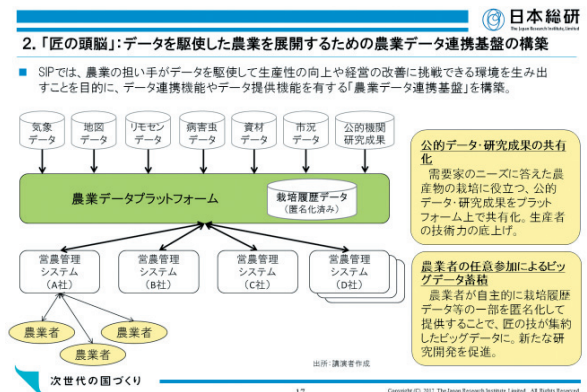 日本総研
The Japan Research Institute, Limited
2. 「匠の頭脳」:データを駆使した農業を展開するための農業データ連携基盤の構築
■ SIPでは、農業の担い手がデータを駆使して生産性の向上や経営の改善に挑戦できる環境を生み出
すことを目的に、データ連携機能やデータ提供機能を有する「農業データ連携基盤」を構築。
気象
データ
地図
データ
リモセン
データ
病害虫
データ
資材
データ
市況
データ
公的機関
研究成果
農業データプラットフォーム
栽培履歴データ
(匿名化済み)
営農管理
システム
(A社)
営農管理
システム
(B社)
営農管理
システム
(C社)
営農管理
システム
(D社)
農業者
農業者
農業者
公的データ・研究成果の共有
化
需要家のニーズに答えた農
産物の栽培に役立つ、公的
データ・研究成果をプラット
フォーム上で共有化。生産者
の技術力の底上げ。
農業者の任意参加によるビッ
グデータ蓄積
農業者が自主的に栽培履歴
データ等の一部を匿名化して
提供することで、匠の技が集約
したビッグデータに。新たな研
究開発を促進。
出所:講演者作成
次世代の国づくり
17
Copyright (C) 2017 The Japan Research Institute, Limited. All Rights Reserved.